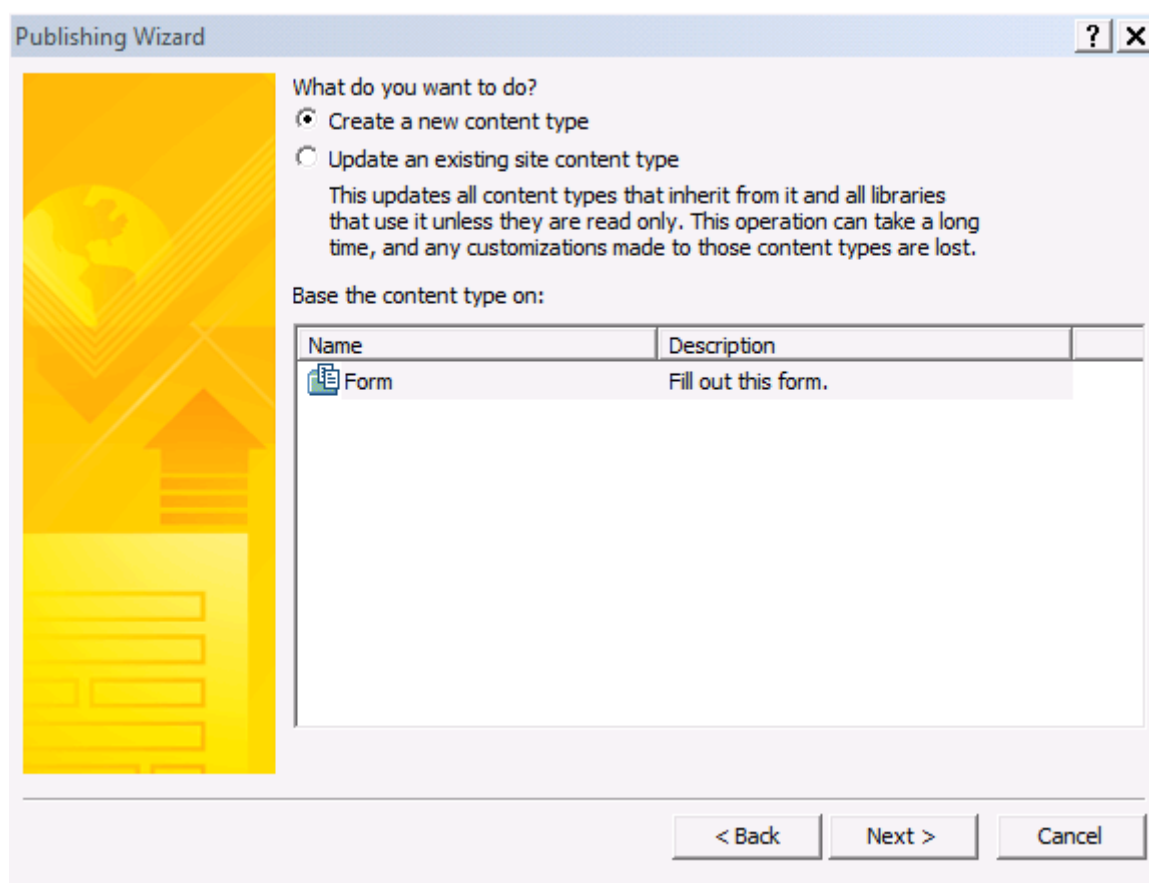 Publishing Wizard
?
What do you want to do?
Create a new content type
Update an existing site content type
This updates all content types that inherit from it and all libraries
that use it unless they are read only. This operation can take a long
time, and any customizations made to those content types are lost.
Base the content type on:
Name Description
Form Fill out this form.
< Back Next > Cancel